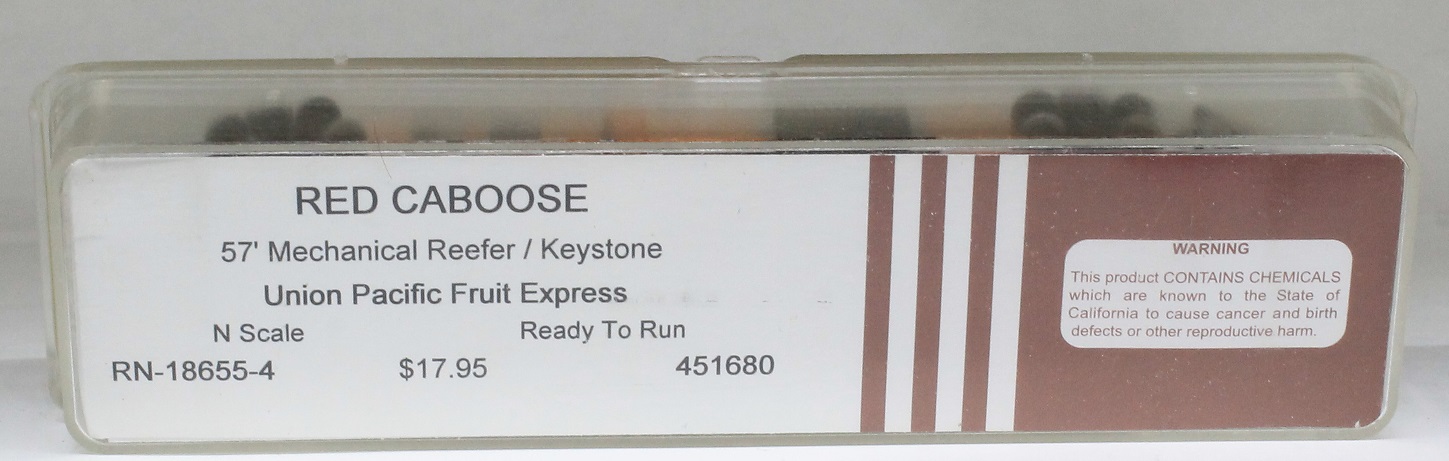 RED CABOOSE
57' Mechanical Reefer / Keystone
Union Pacific Fruit Express
N Scale Ready To Run
RN-18655-4 $17.95 451680
WARNING
This product CONTAINS CHEMICALS
which are known to the State of
California to cause cancer and birth
defects or other reproductive harm.